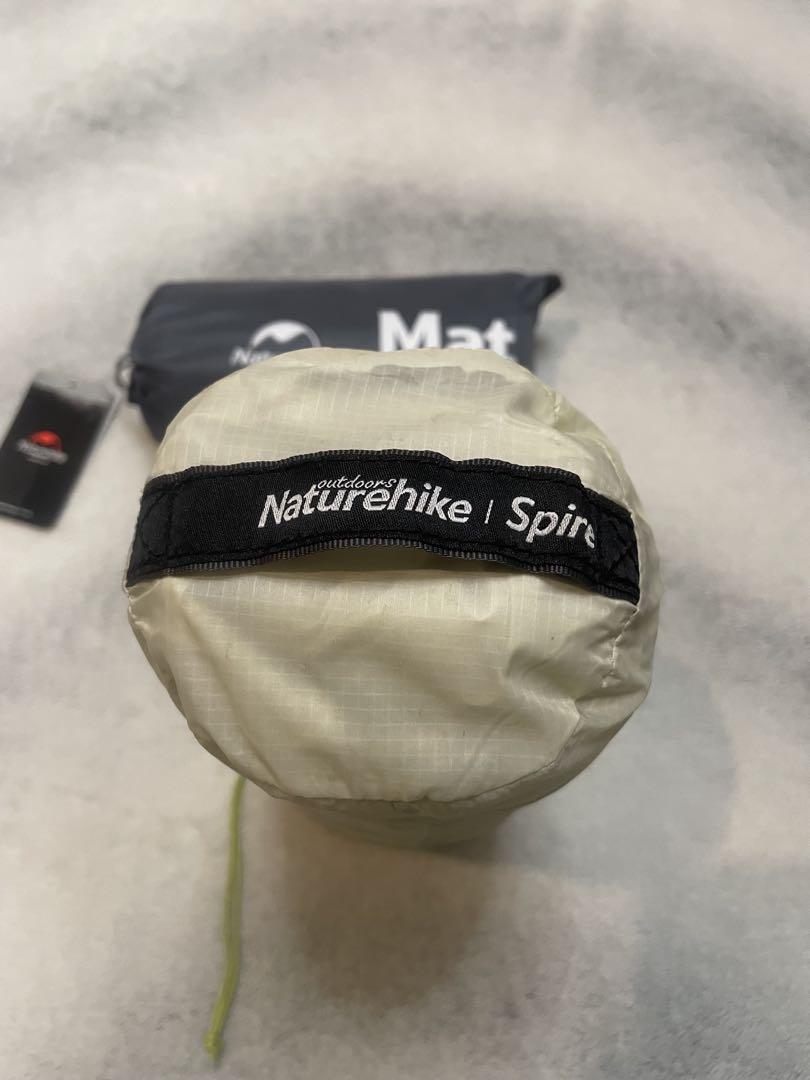 Mat
outdoors
Naturehike | Spire